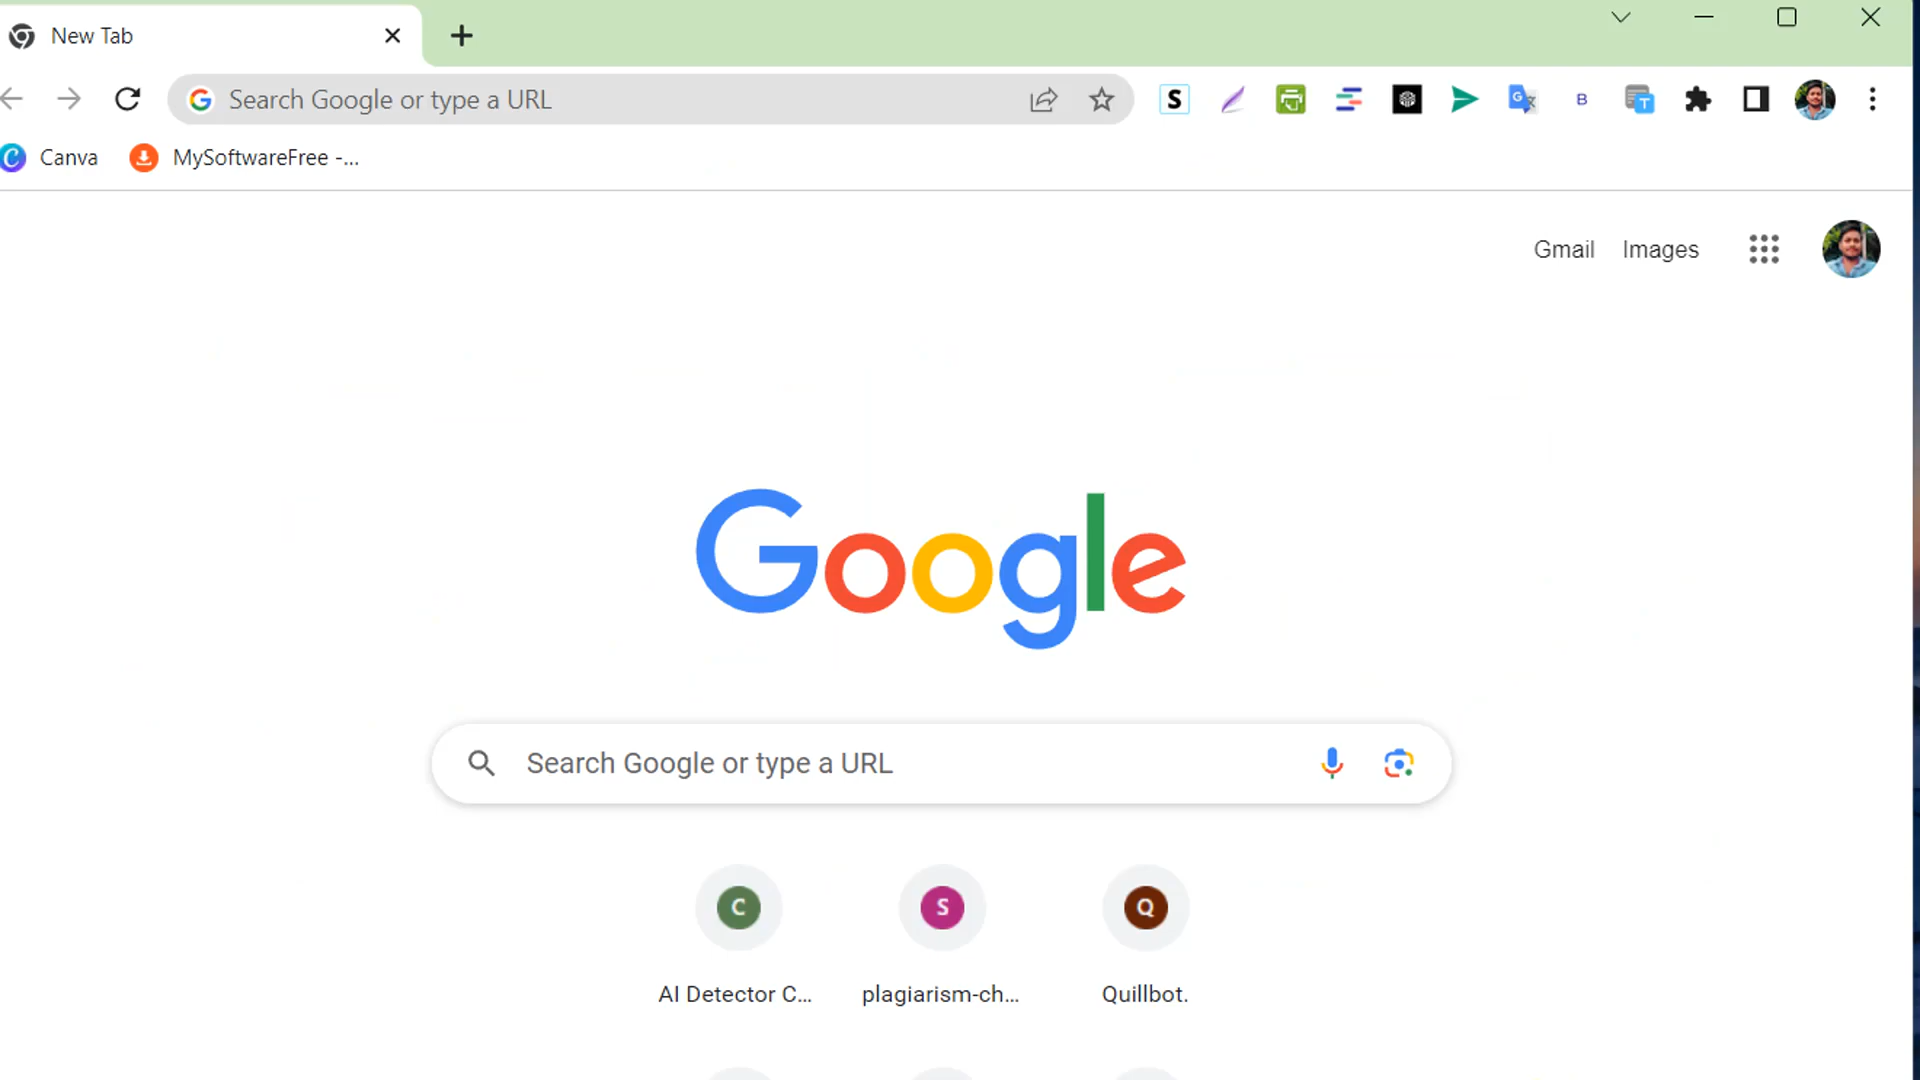 New Tab
Search Google or type a URL
S
B
T
Canva
MySoftwareFree -...
Gmail
Images
Google
Search Google or type a URL
C
S
Q
AI Detector C...
plagiarism-ch...
Quillbot.